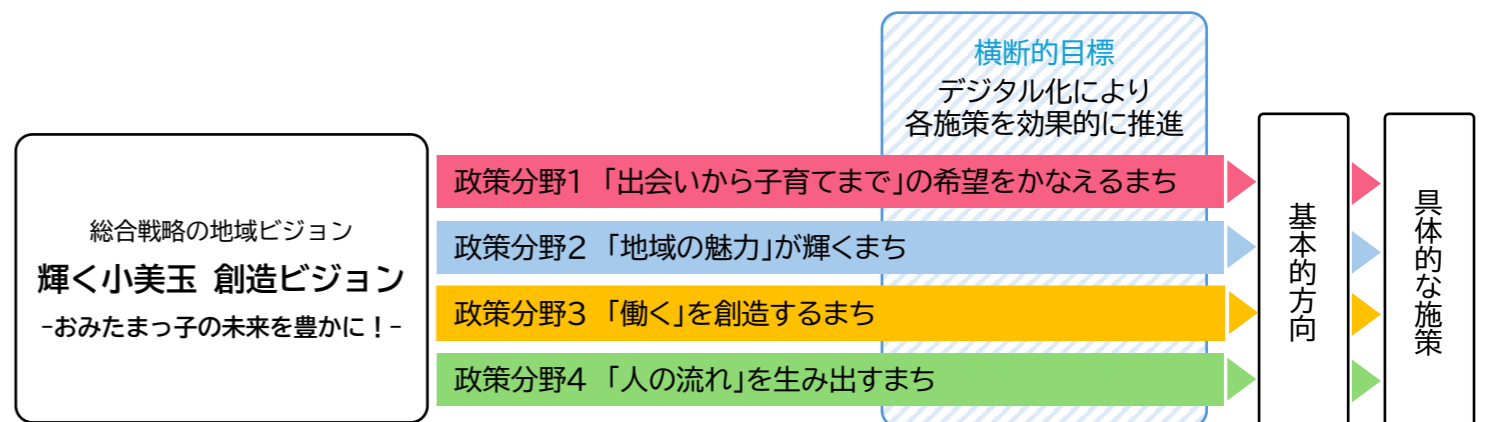 横断的目標
デジタル化により
各施策を効果的に推進
総合戦略の地域ビジョン
輝く小美玉 創造ビジョン
-おみたまっ子の未来を豊かに！-
政策分野1 「出会いから子育てまで」の希望をかなえるまち
政策分野2 「地域の魅力」が輝くまち
政策分野3 「働く」を創造するまち
政策分野4 「人の流れ」を生み出すまち
基本的方向
具体的な施策